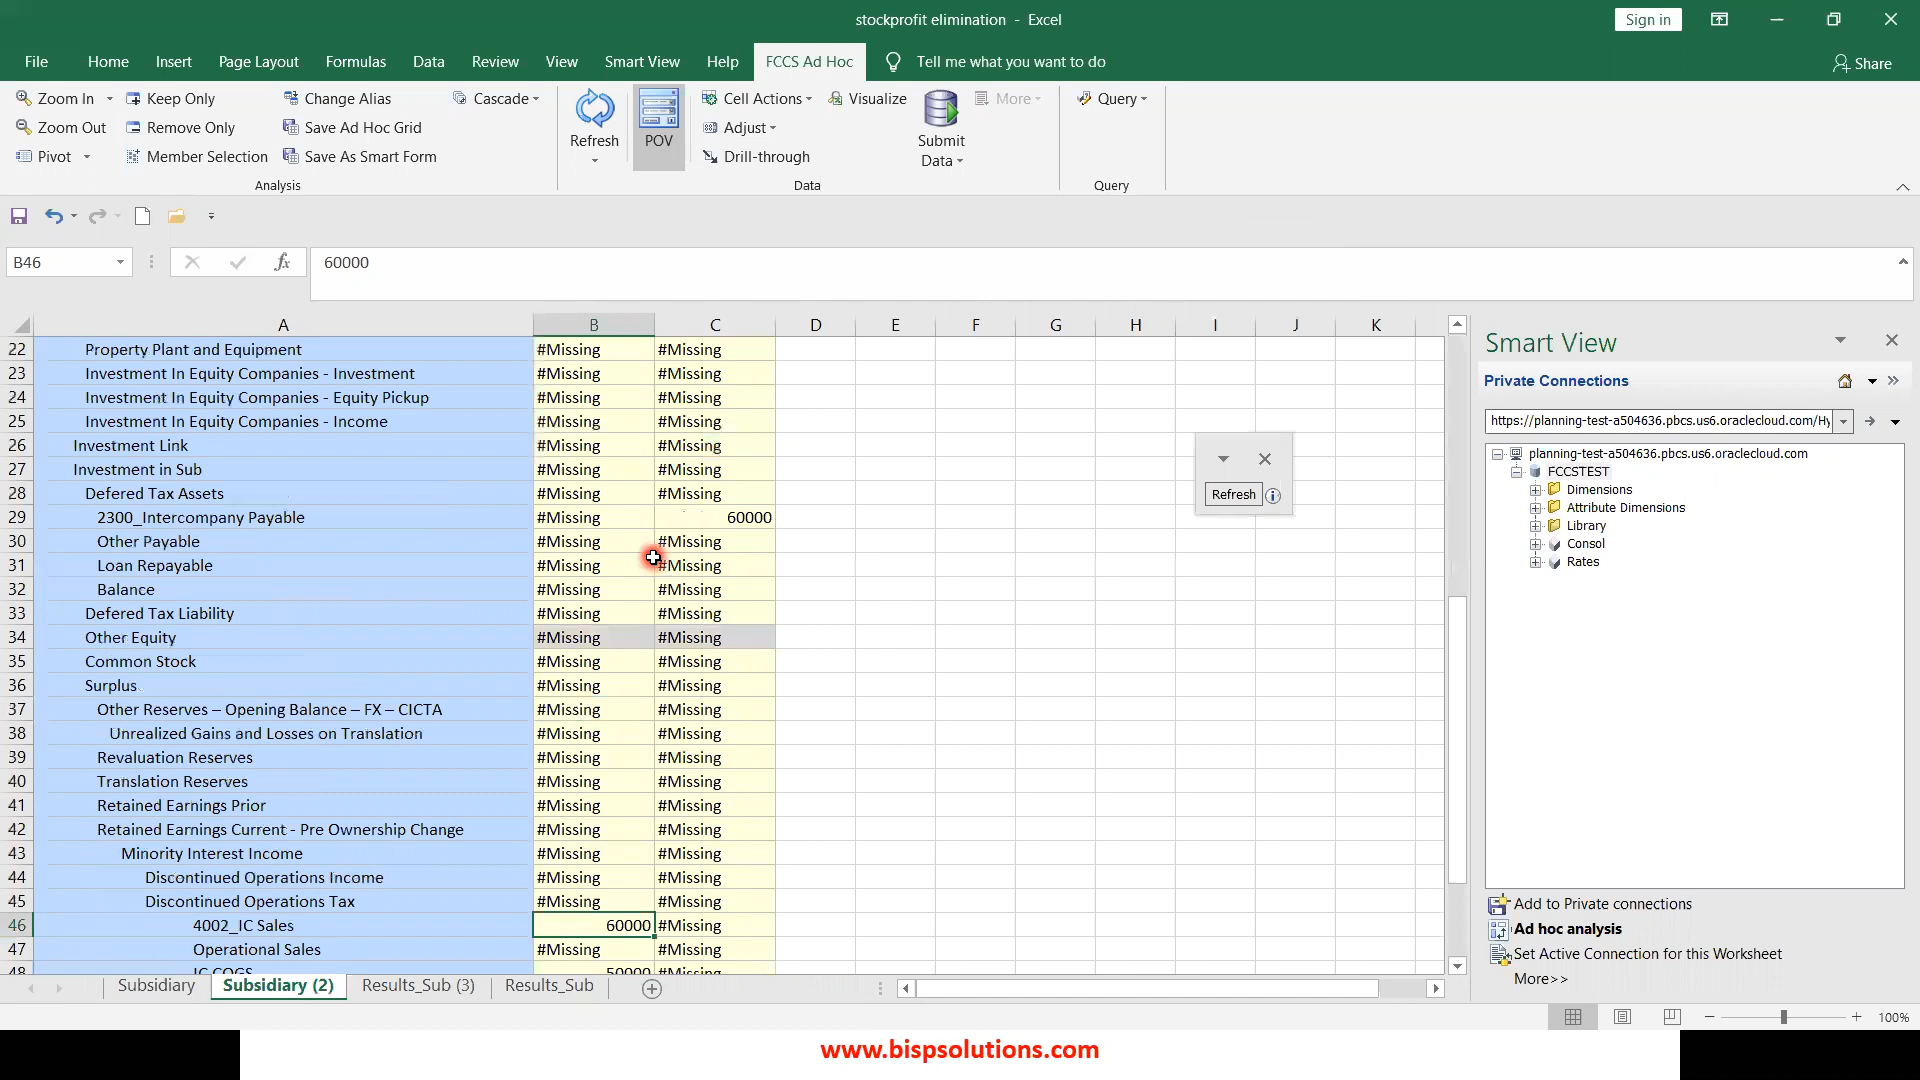 stockprofit elimination - Excel
Sign in
File Home Insert Page Layout Formulas Data Review View Smart View Help FCCS Ad Hoc Tell me what you want to do Share
Zoom In Keep Only Change Alias Cascade Cell Actions Visualize More Query
Zoom Out Remove Only Save Ad Hoc Grid Refresh POV Adjust Submit Data
Pivot Member Selection Save As Smart Form Drill-through
Analysis Data Query
B46 fx 60000
A B C D E F G H I J K
22 Property Plant and Equipment #Missing #Missing
23 Investment In Equity Companies - Investment #Missing #Missing
24 Investment In Equity Companies - Equity Pickup #Missing #Missing
25 Investment In Equity Companies - Income #Missing #Missing
26 Investment Link #Missing #Missing
27 Investment in Sub #Missing #Missing
28 Defered Tax Assets #Missing #Missing
29 2300_Intercompany Payable #Missing 60000
30 Other Payable #Missing #Missing
31 Loan Repayable #Missing #Missing
32 Balance #Missing #Missing
33 Defered Tax Liability #Missing #Missing
34 Other Equity #Missing #Missing
35 Common Stock #Missing #Missing
36 Surplus #Missing #Missing
37 Other Reserves – Opening Balance – FX – CICTA #Missing #Missing
38 Unrealized Gains and Losses on Translation #Missing #Missing
39 Revaluation Reserves #Missing #Missing
40 Translation Reserves #Missing #Missing
41 Retained Earnings Prior #Missing #Missing
42 Retained Earnings Current - Pre Ownership Change #Missing #Missing
43 Minority Interest Income #Missing #Missing
44 Discontinued Operations Income #Missing #Missing
45 Discontinued Operations Tax #Missing #Missing
46 4002_IC Sales 60000 #Missing
47 Operational Sales #Missing #Missing
48 IC COGS 50000 #Missing
Refresh
Smart View
Private Connections
https://planning-test-a504636.pbcs.us6.oraclecloud.com/Hy
planning-test-a504636.pbcs.us6.oraclecloud.com
FCCSTEST
Dimensions
Attribute Dimensions
Library
Consol
Rates
Add to Private connections
Ad hoc analysis
Set Active Connection for this Worksheet
More>>
Subsidiary Subsidiary (2) Results_Sub (3) Results_Sub
100%
www.bispsolutions.com